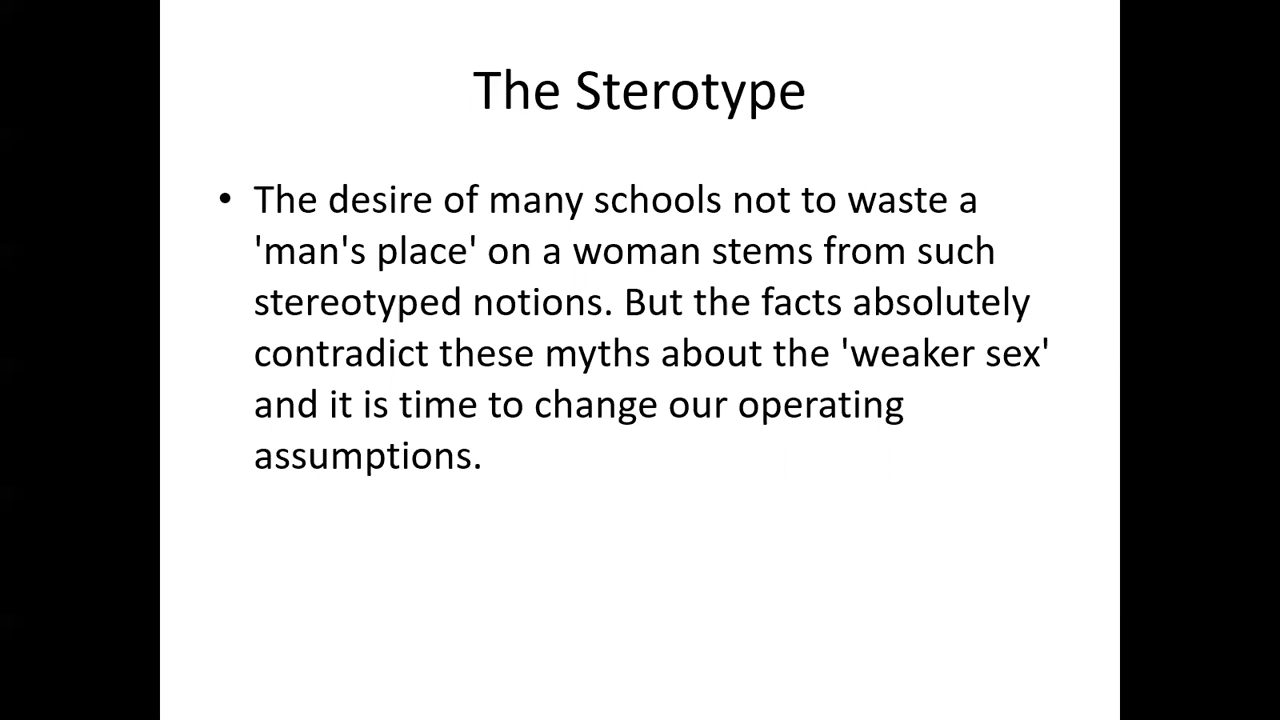 The Sterotype
• The desire of many schools not to waste a
'man's place' on a woman stems from such
stereotyped notions. But the facts absolutely
contradict these myths about the 'weaker sex'
and it is time to change our operating
assumptions.